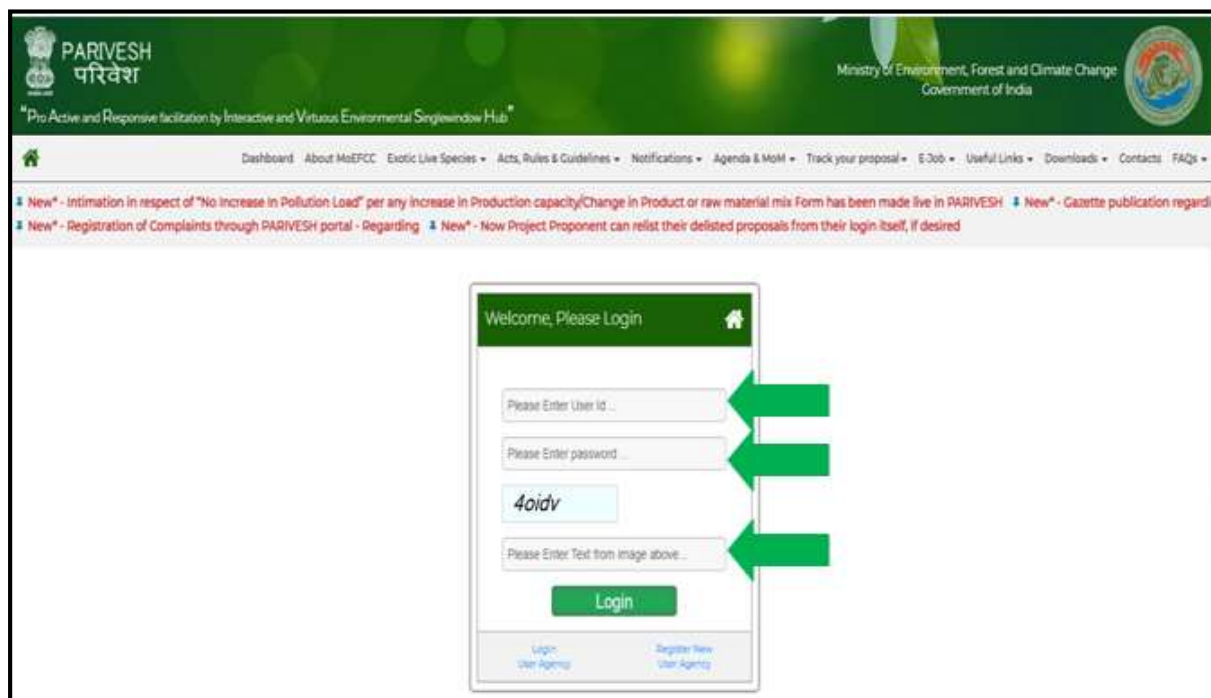 PARIVESH
परिवेश
"Pro Active and Responsive facilitation by Interactive and Virtuous Environmental Singlewindow Hub"
Ministry of Environment, Forest and Climate Change
Government of India
Dashboard About MoEFCC Exotic Live Species Acts, Rules & Guidelines Notifications Agenda & MoM Track your proposal E-Job Useful Links Downloads Contacts FAQs
New* - Intimation in respect of "No Increase in Pollution Load" per any increase in Production capacity/Change in Product or raw material mix Form has been made live in PARIVESH New* - Gazette publication regardi
New* - Registration of Complaints through PARIVESH portal - Regarding New* - Now Project Proponent can relist their delisted proposals from their login itself, if desired
Welcome, Please Login
Please Enter User Id ...
Please Enter password ...
4oidv
Please Enter Text from image above...
Login
Login
User Agency
Register New
User Agency